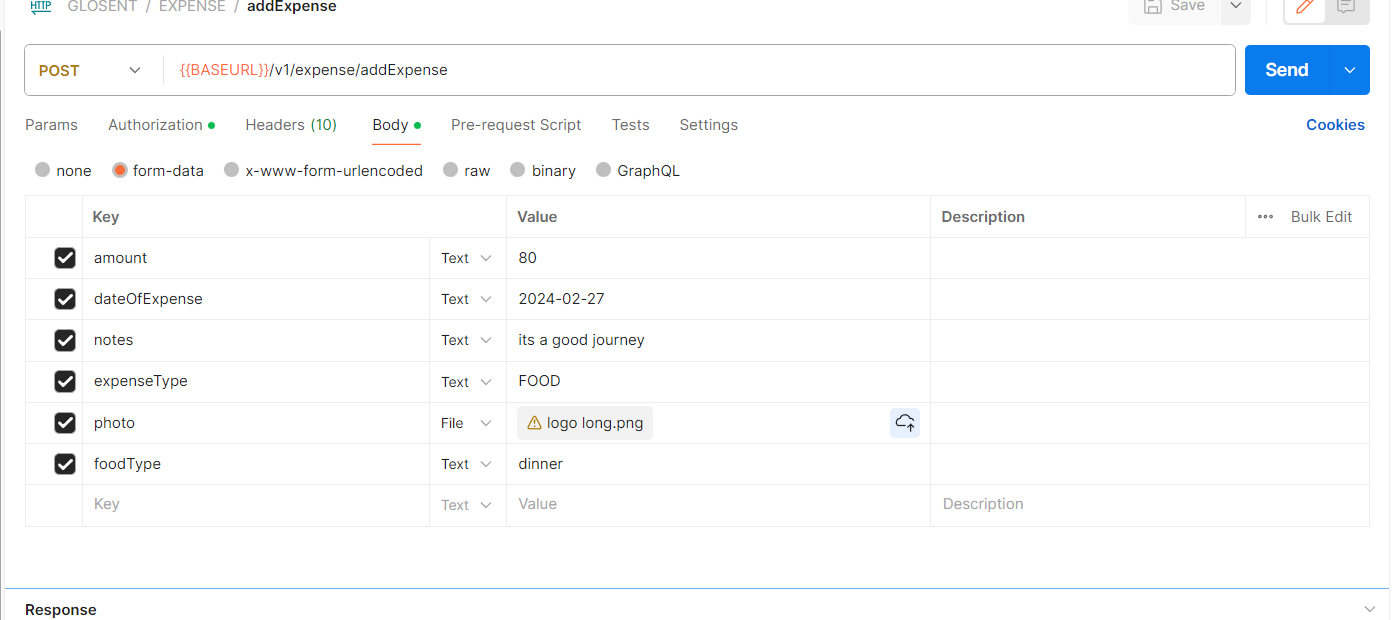 HTTP GLOSENT / EXPENSE / addExpense Save
POST {{BASEURL}}/v1/expense/addExpense Send
Params Authorization Headers (10) Body Pre-request Script Tests Settings Cookies
none form-data x-www-form-urlencoded raw binary GraphQL
Key Value Description ••• Bulk Edit
amount Text 80
dateOfExpense Text 2024-02-27
notes Text its a good journey
expenseType Text FOOD
photo File logo long.png
foodType Text dinner
Key Text Value Description
Response